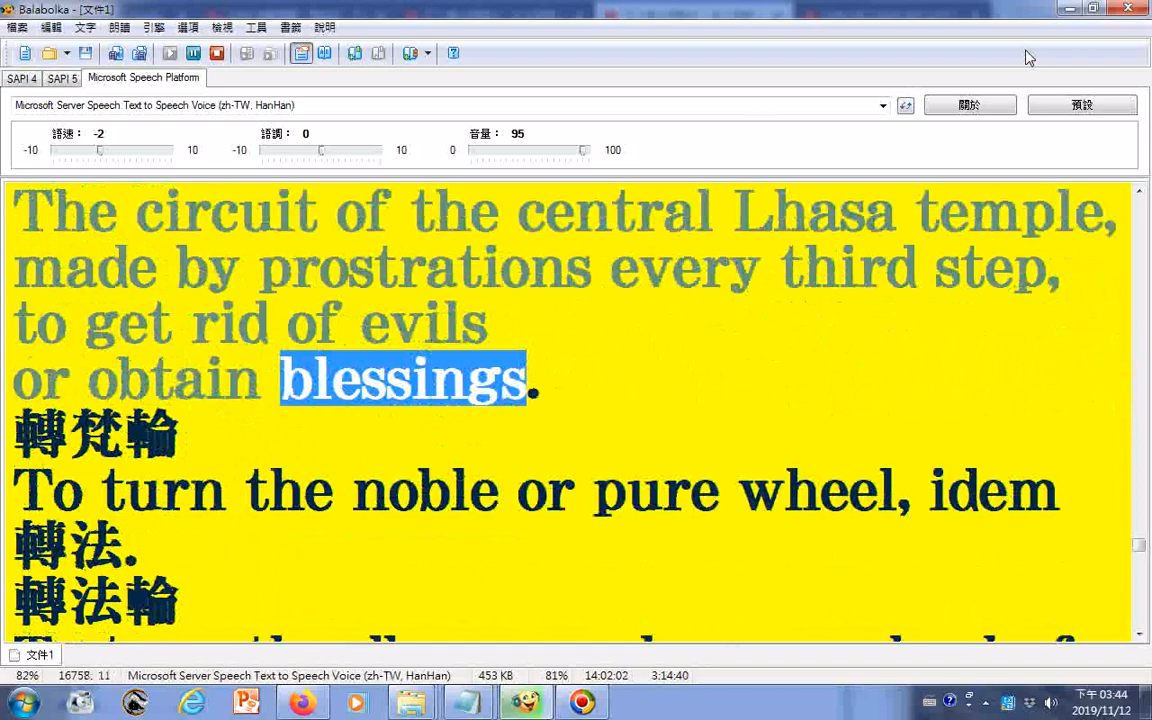 Balabolka - [文件1]
檔案 編輯 文字 朗讀 引擎 選項 檢視 工具 書籤 說明
SAPI 4 SAPI 5 Microsoft Speech Platform
Microsoft Server Speech Text to Speech Voice (zh-TW, HanHan) 關於 預設
語速： -2 語調： 0 音量： 95
-10 10 -10 10 0 100
The circuit of the central Lhasa temple,
made by prostrations every third step,
to get rid of evils
or obtain blessings.
轉梵輪
To turn the noble or pure wheel, idem
轉法.
轉法輪
文件1
82% 16758. 11 Microsoft Server Speech Text to Speech Voice (zh-TW, HanHan) 453 KB 81% 14:02:02 3:14:40
下午 03:44
2019/11/12